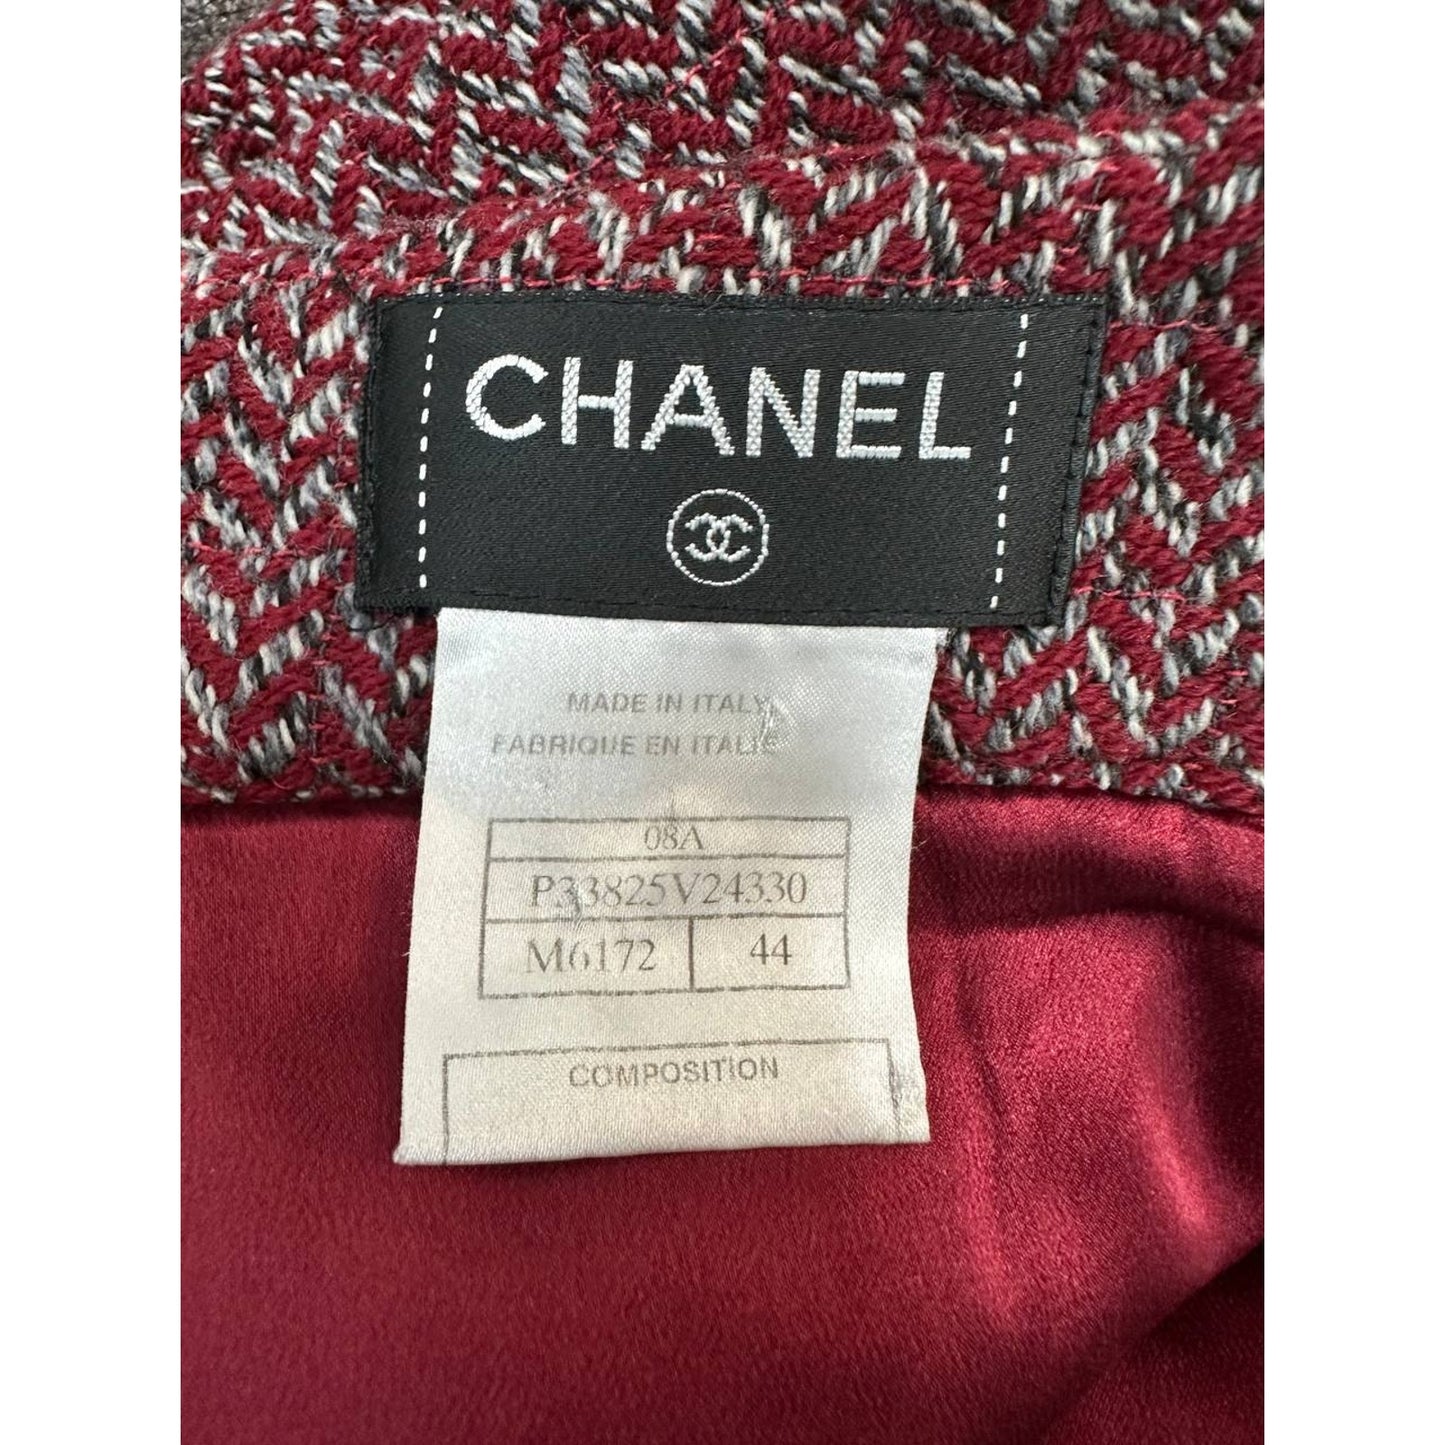 CHANEL
MADE IN ITALY
FABRIQUE EN ITALIE
08A
P33825V24330
M6172 44
COMPOSITION